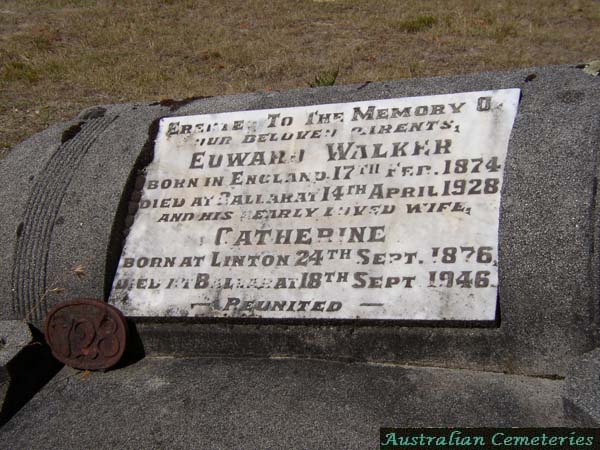 ERECTED TO THE MEMORY O
OUR BELOVED PARENTS,
EDWARD WALKER
BORN IN ENGLAND. 17TH FEB. 1874
DIED AT BALLARAT 14TH APRIL 1928
AND HIS DEARLY LOVED WIFE,
CATHERINE
BORN AT LINTON 24TH SEPT. 1876,
DIED AT BALLARAT 18TH SEPT. 1946.
— REUNITED —
728
Australian Cemeteries